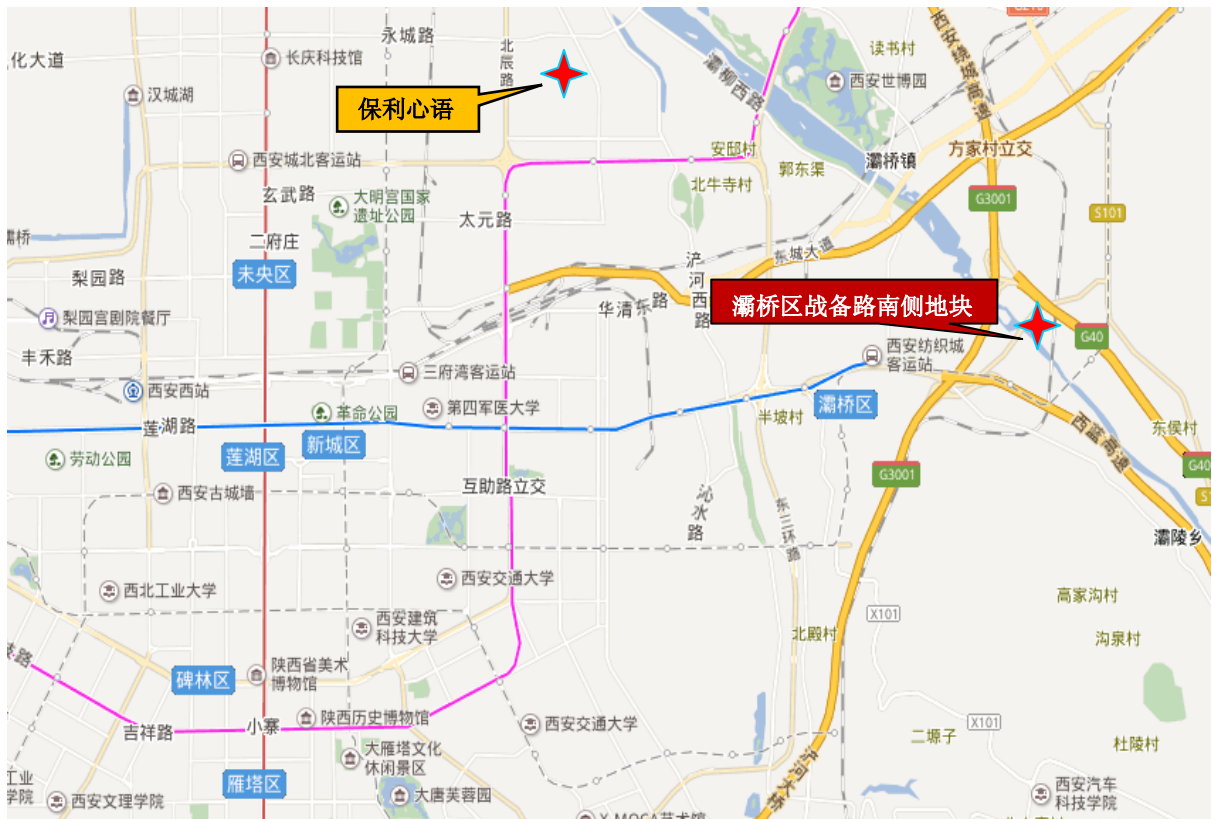 G210
永城路
北辰路
读书村
西安绕城高速
化大道
长庆科技馆
灞柳西路
西安世博园
汉城湖
保利心语
安邸村
方家村立交
西安城北客运站
郭东渠
灞桥镇
玄武路
大明宫国家
遗址公园
北牛寺村
G3001
S101
太元路
灞桥
二府庄
东城大道
未央区
梨园路
浐河西路
灞桥区战备路南侧地块
华清东路
梨园宫剧院餐厅
G40
丰禾路
西安纺织城
客运站
三府湾客运站
西安西站
革命公园
第四军医大学
灞桥区
半坡村
莲湖路
新城区
西蓝高速
东侯村
莲湖区
劳动公园
G3001
G40
互助路立交
西安古城墙
沁水路
东三环路
灞陵乡
西安交通大学
西北工业大学
高家沟村
X101
西安建筑
科技大学
北殿村
沟泉村
陕西省美术
博物馆
碑林区
陕西历史博物馆
西安交通大学
X101
小寨
吉祥路
二塬子
杜陵村
大雁塔文化
休闲景区
浐河大桥
雁塔区
工业
学院
西安汽车
科技学院
西安文理学院
大唐芙蓉园